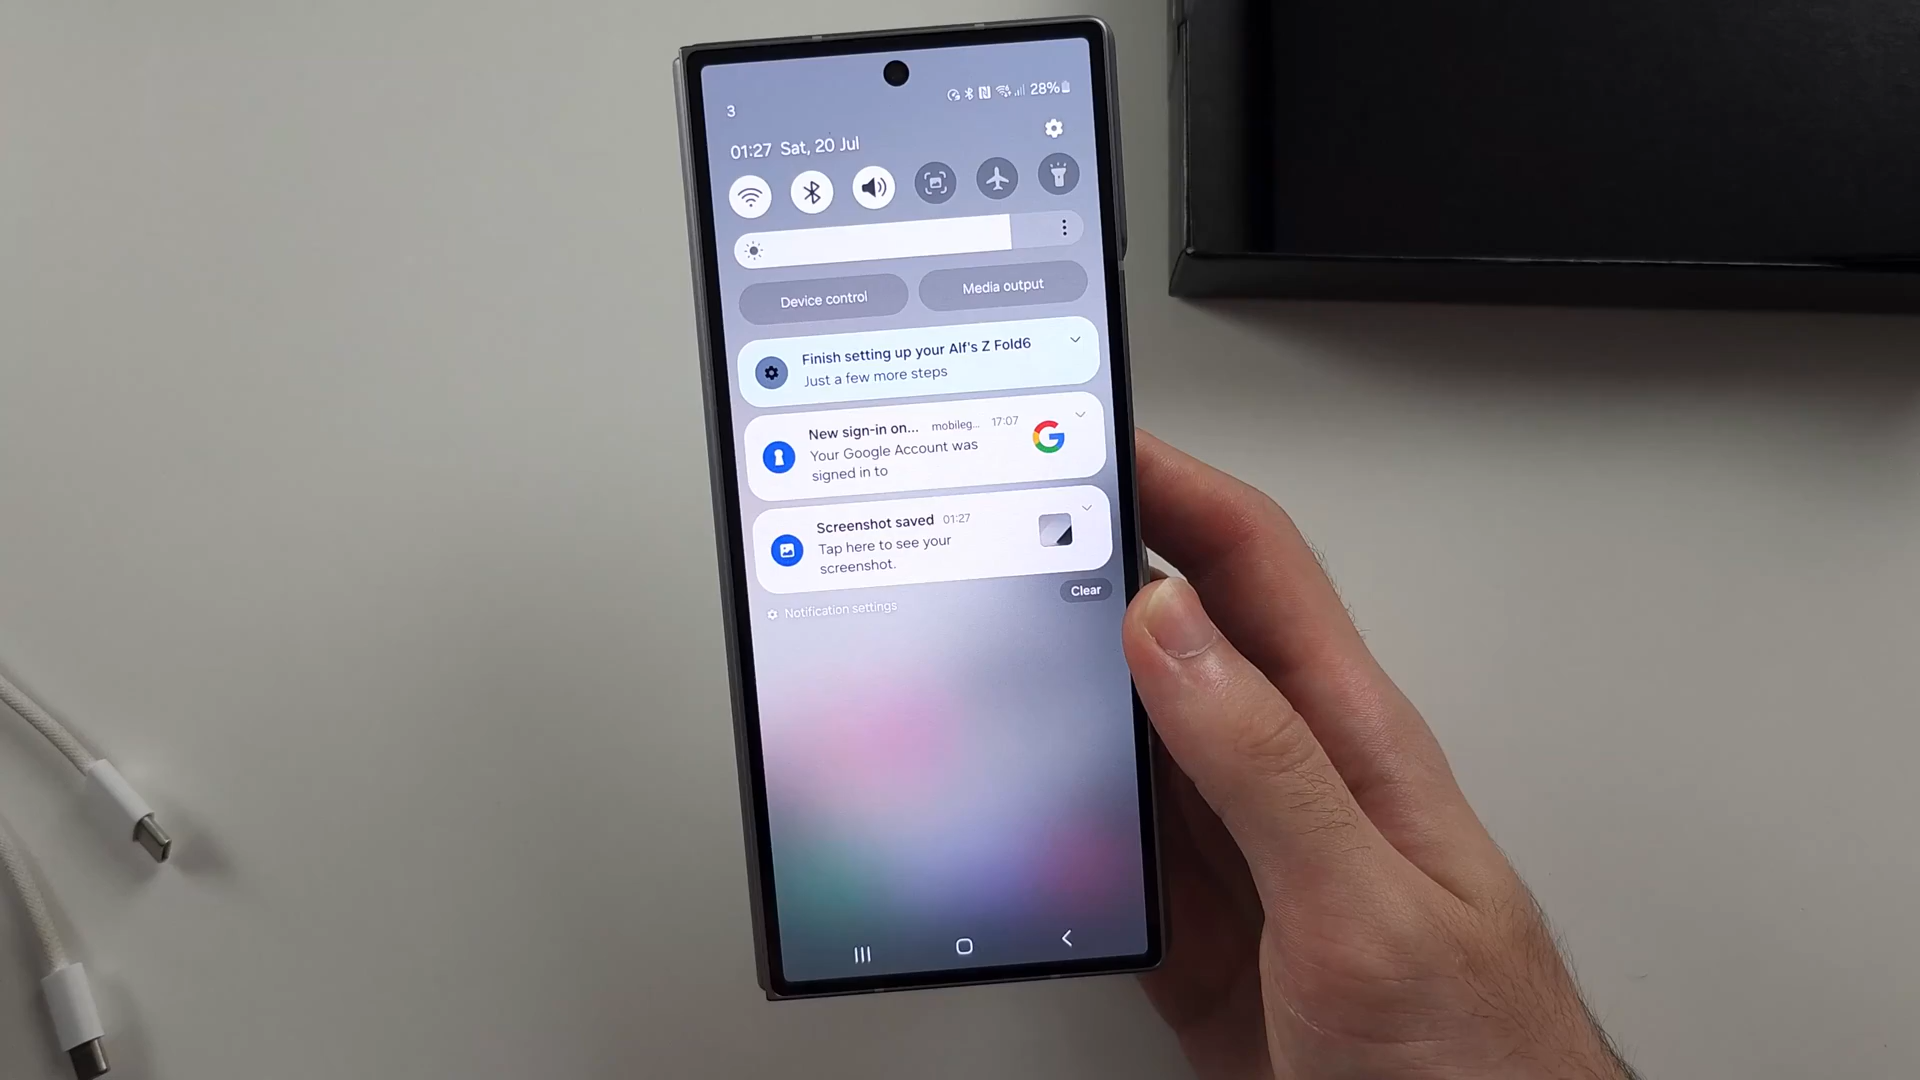 3
28%
01:27 Sat, 20 Jul
Device control
Media output
Finish setting up your Alf's Z Fold6
Just a few more steps
New sign-in on... mobileg... 17:07
Your Google Account was
signed in to
Screenshot saved 01:27
Tap here to see your
screenshot.
Clear
Notification settings